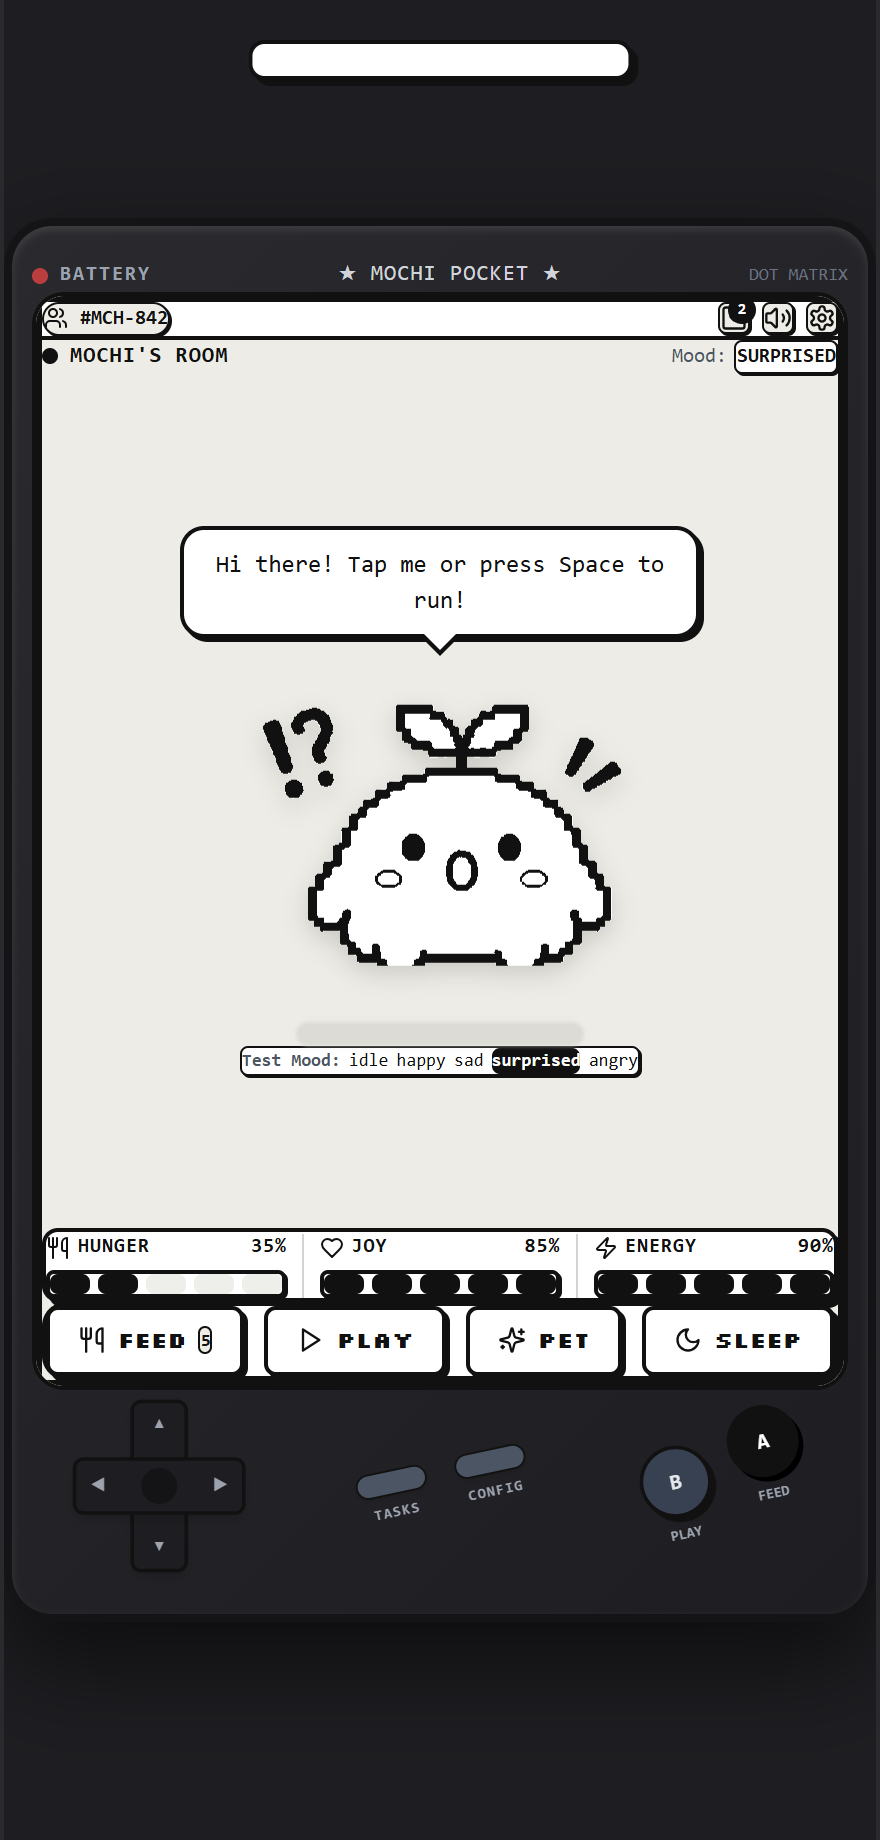 BATTERY
★ MOCHI POCKET ★
DOT MATRIX
#MCH-842
2
MOCHI'S ROOM
Mood: SURPRISED
Hi there! Tap me or press Space to
run!
!?
Test Mood: idle happy sad surprised angry
HUNGER 35%
JOY 85%
ENERGY 90%
FEED 5
PLAY
PET
SLEEP
A
B
TASKS
CONFIG
FEED
PLAY